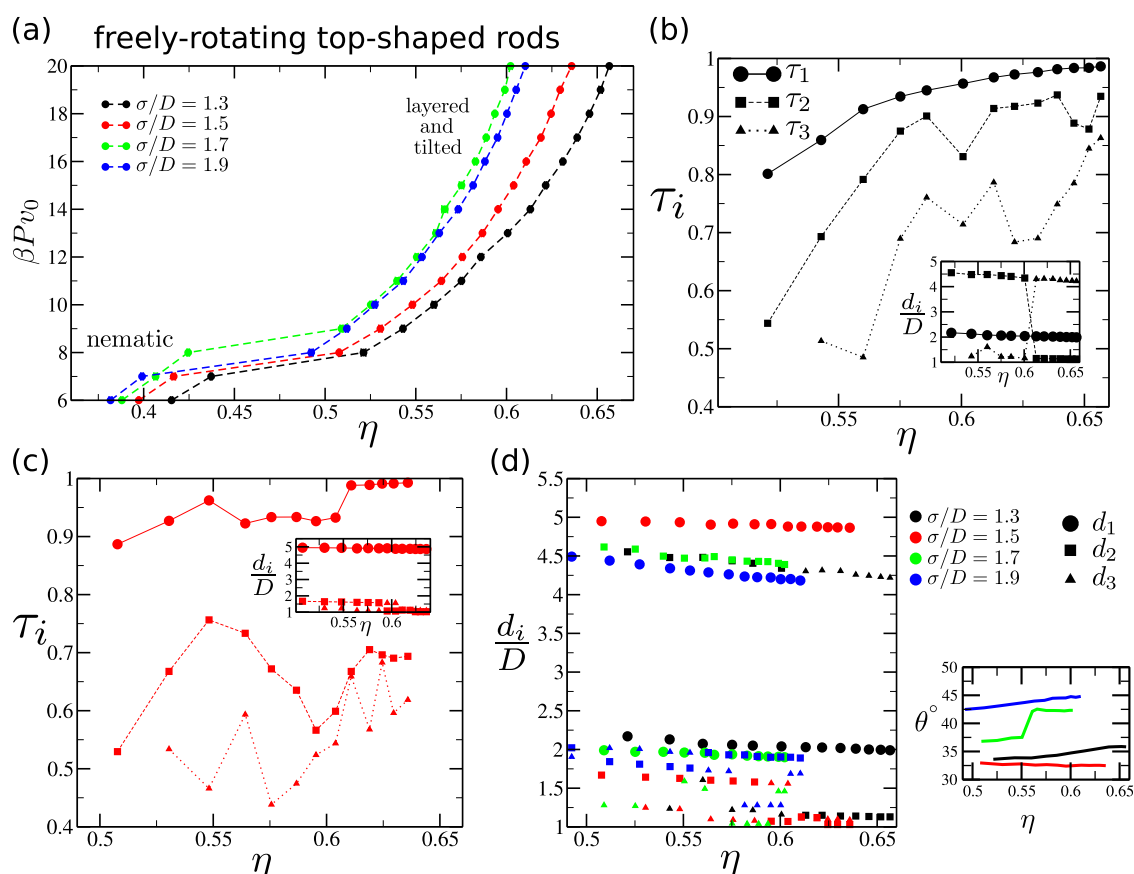 (a)
freely-rotating top-shaped rods
20
18
16
14
12
10
8
6
βPv₀
σ/D = 1.3
σ/D = 1.5
σ/D = 1.7
σ/D = 1.9
layered
and
tilted
nematic
0.4
0.45
0.5
0.55
0.6
0.65
η
(b)
1
0.9
0.8
0.7
0.6
0.5
0.4
τᵢ
τ₁
τ₂
τ₃
5
4
3
2
1
dᵢ/D
0.55
0.6
0.65
η
0.55
0.6
0.65
η
(c)
1
0.9
0.8
0.7
0.6
0.5
0.4
τᵢ
5
4
3
2
1
dᵢ/D
0.55
0.6
η
0.5
0.55
0.6
0.65
η
(d)
5.5
5
4.5
4
3.5
3
2.5
2
1.5
1
dᵢ/D
0.5
0.55
0.6
0.65
η
σ/D = 1.3
σ/D = 1.5
σ/D = 1.7
σ/D = 1.9
d₁
d₂
d₃
50
45
40
35
30
θ°
0.5
0.55
0.6
0.65
η